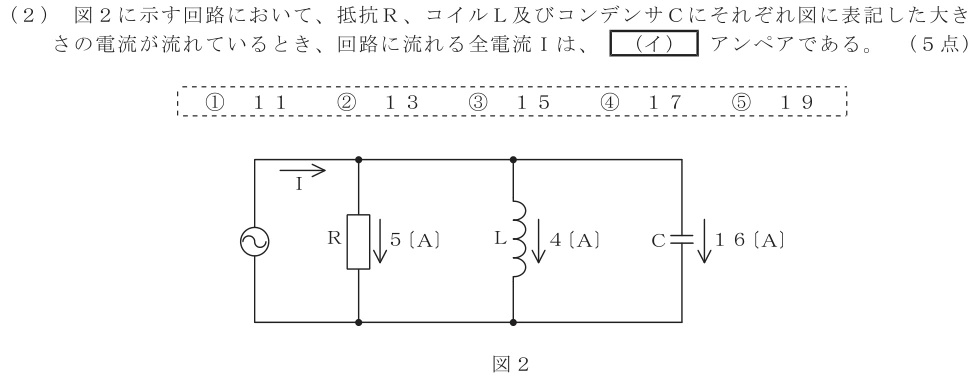 （２） 図２に示す回路において、抵抗Ｒ、コイルＬ及びコンデンサＣにそれぞれ図に表記した大き
さの電流が流れているとき、回路に流れる全電流Ｉは、 （イ） アンペアである。 （５点）
① １１ ② １３ ③ １５ ④ １７ ⑤ １９
Ｉ
Ｒ ５〔Ａ〕 Ｌ ４〔Ａ〕 Ｃ １６〔Ａ〕
図２